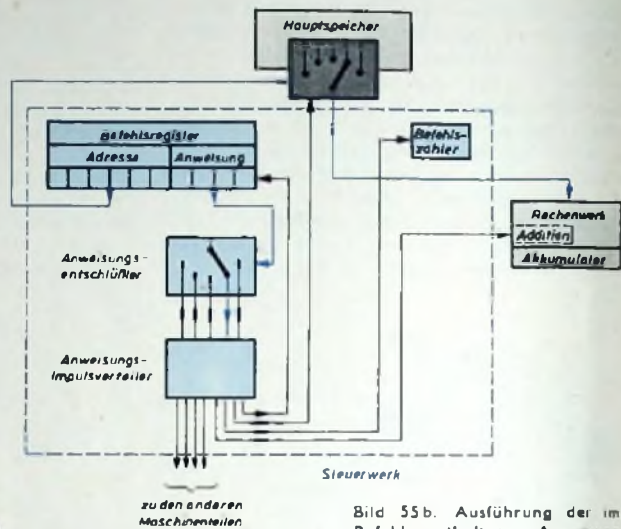 Hauptspeicher
Befehlsregister
Adresse Anweisung
Befehls-
zähler
Rechenwerk
Addition
Akkumulator
Anweisungs-
entschlüßler
Anweisungs-
impulsverteiler
Steuerwerk
zu den anderen
Maschinenteilen
Bild 55b. Ausführung der im